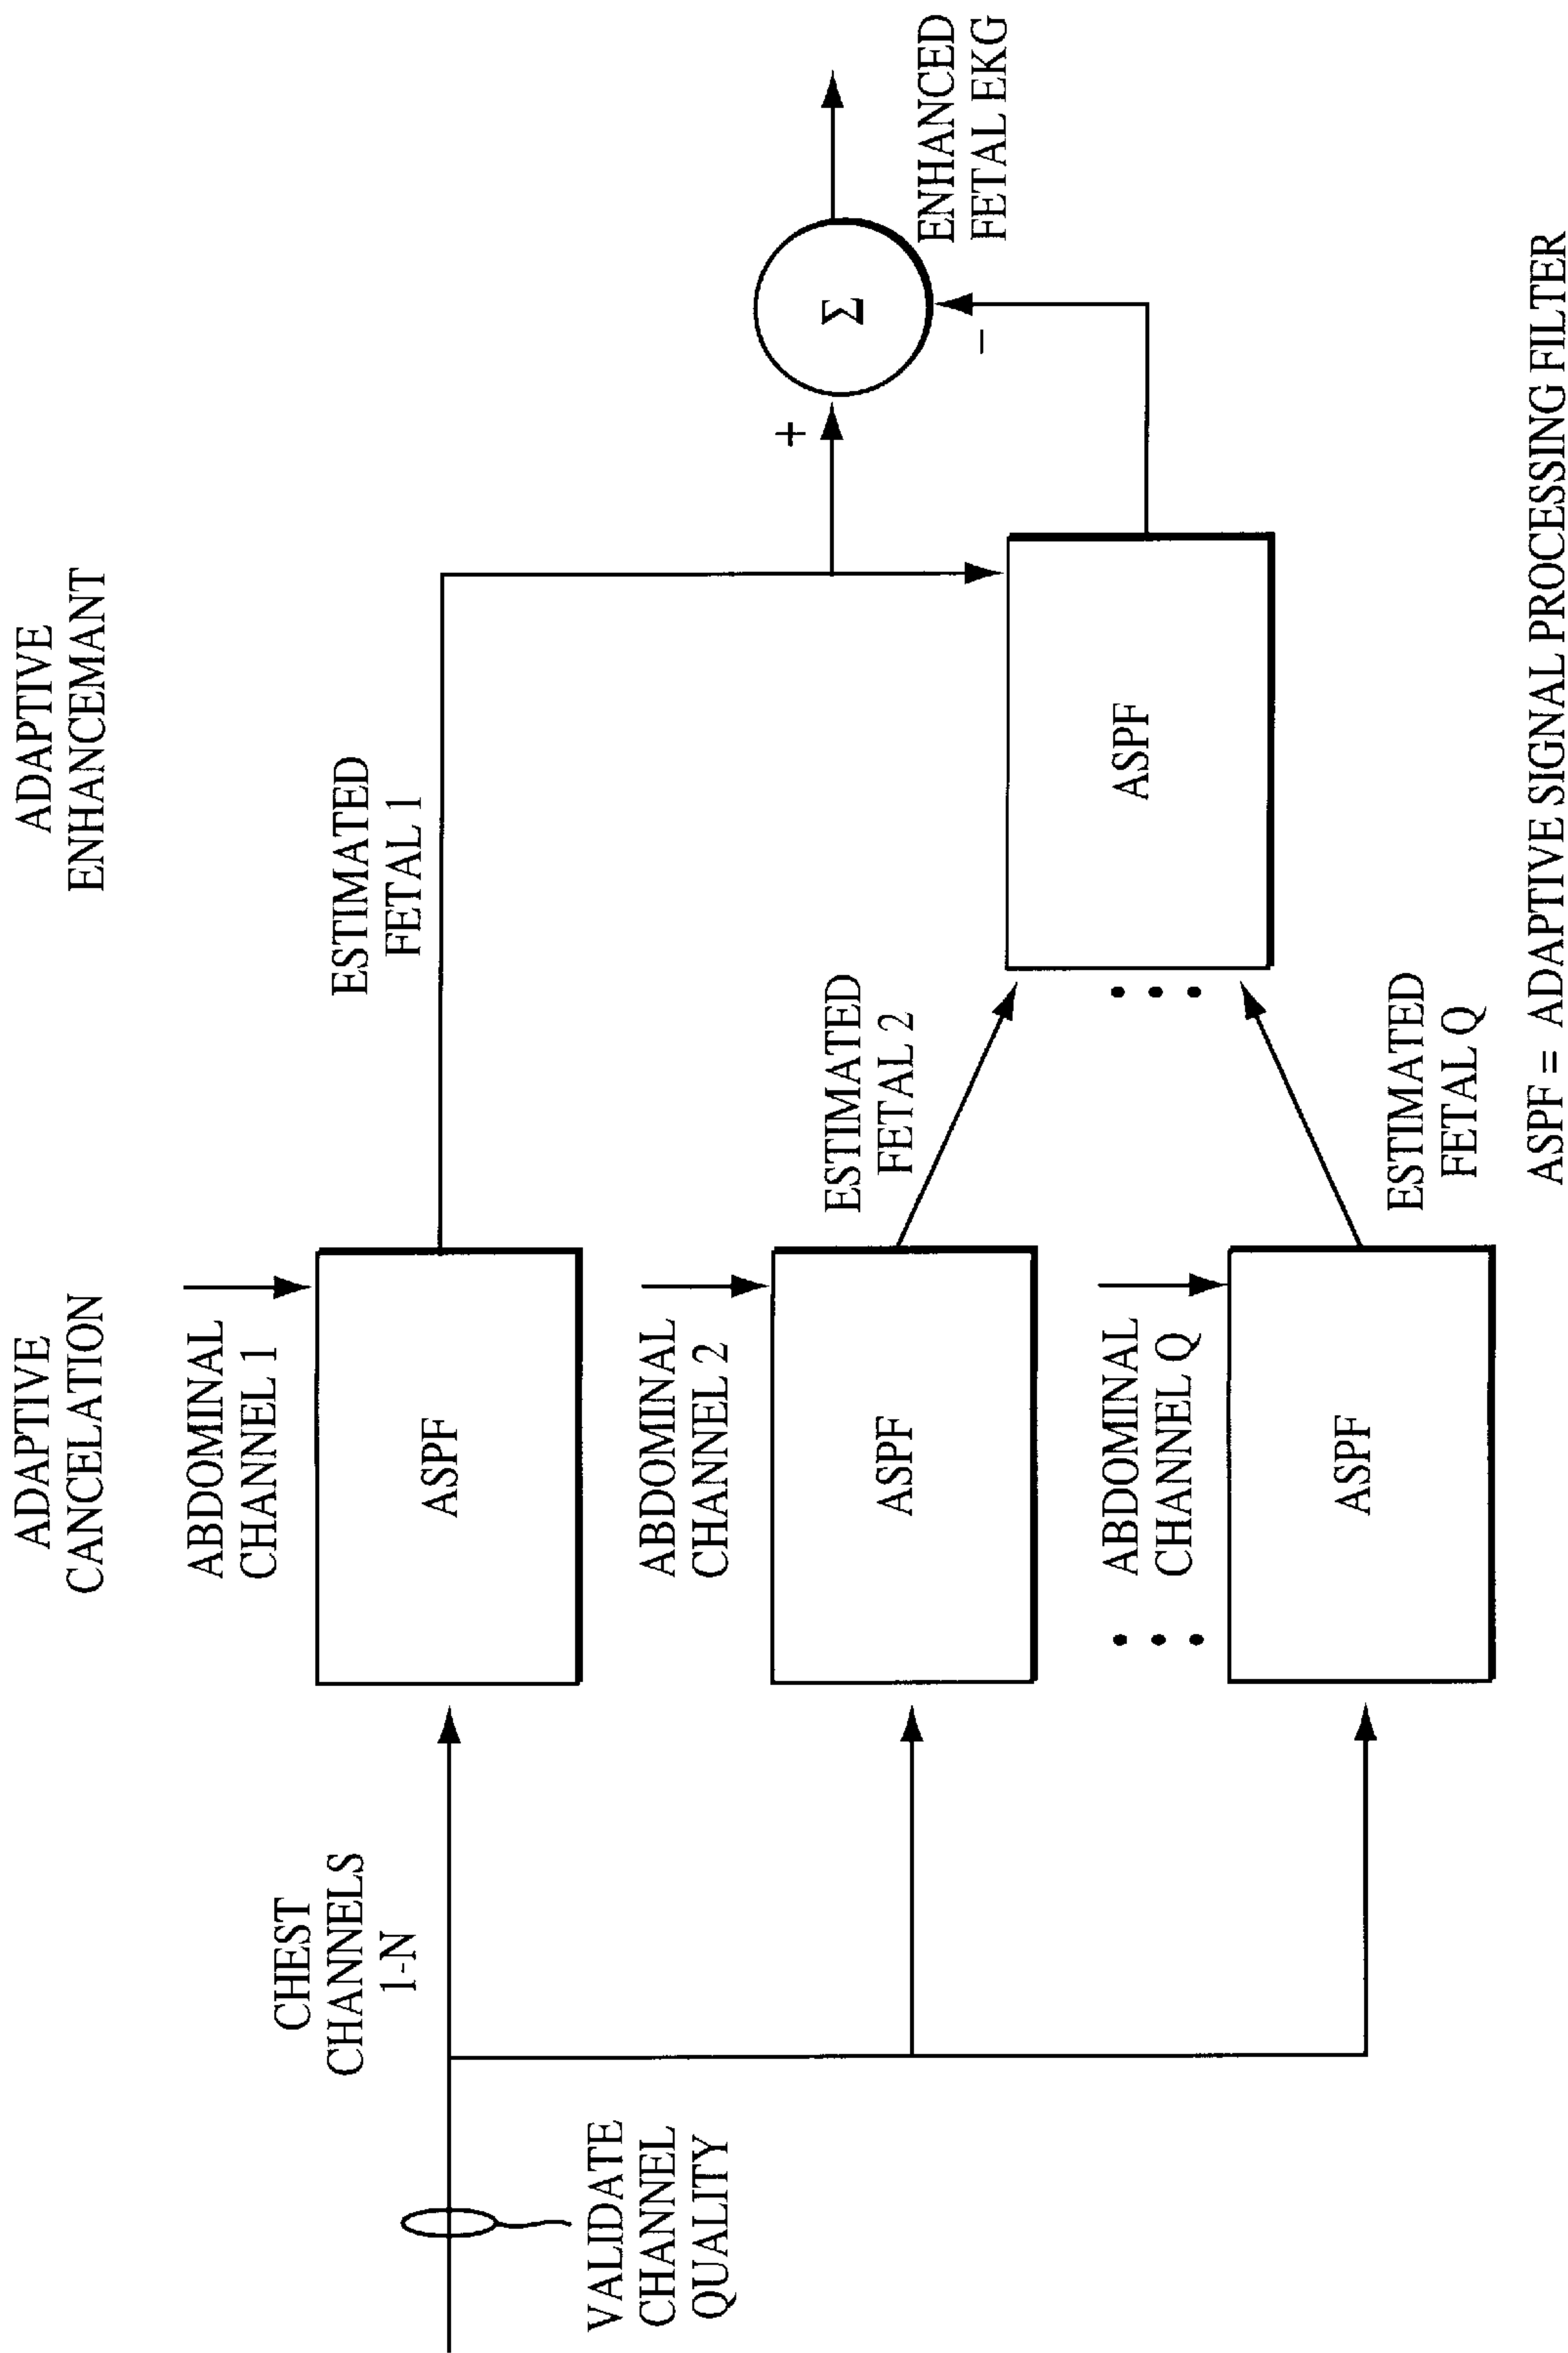 ADAPTIVE
CANCELATION
ADAPTIVE
ENHANCEMANT
CHEST
CHANNELS
1-N
VALIDATE
CHANNEL
QUALITY
ABDOMINAL
CHANNEL 1
ASPF
ESTIMATED
FETAL 1
ABDOMINAL
CHANNEL 2
ASPF
ESTIMATED
FETAL 2
ABDOMINAL
CHANNEL Q
ASPF
ESTIMATED
FETAL Q
ASPF
+
Σ
−
ENHANCED
FETAL EKG
ASPF = ADAPTIVE SIGNAL PROCESSING FILTER